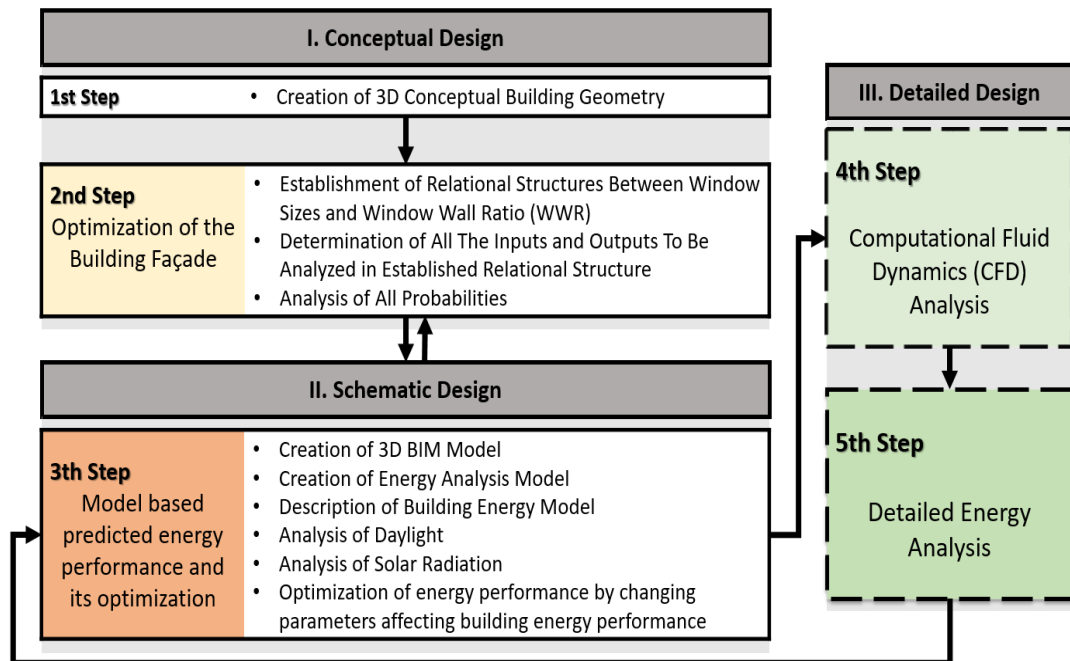 I. Conceptual Design
1st Step
• Creation of 3D Conceptual Building Geometry
2nd Step
Optimization of the
Building Façade
• Establishment of Relational Structures Between Window
Sizes and Window Wall Ratio (WWR)
• Determination of All The Inputs and Outputs To Be
Analyzed in Established Relational Structure
• Analysis of All Probabilities
II. Schematic Design
3th Step
Model based
predicted energy
performance and
its optimization
• Creation of 3D BIM Model
• Creation of Energy Analysis Model
• Description of Building Energy Model
• Analysis of Daylight
• Analysis of Solar Radiation
• Optimization of energy performance by changing
parameters affecting building energy performance
III. Detailed Design
4th Step
Computational Fluid
Dynamics (CFD)
Analysis
5th Step
Detailed Energy
Analysis